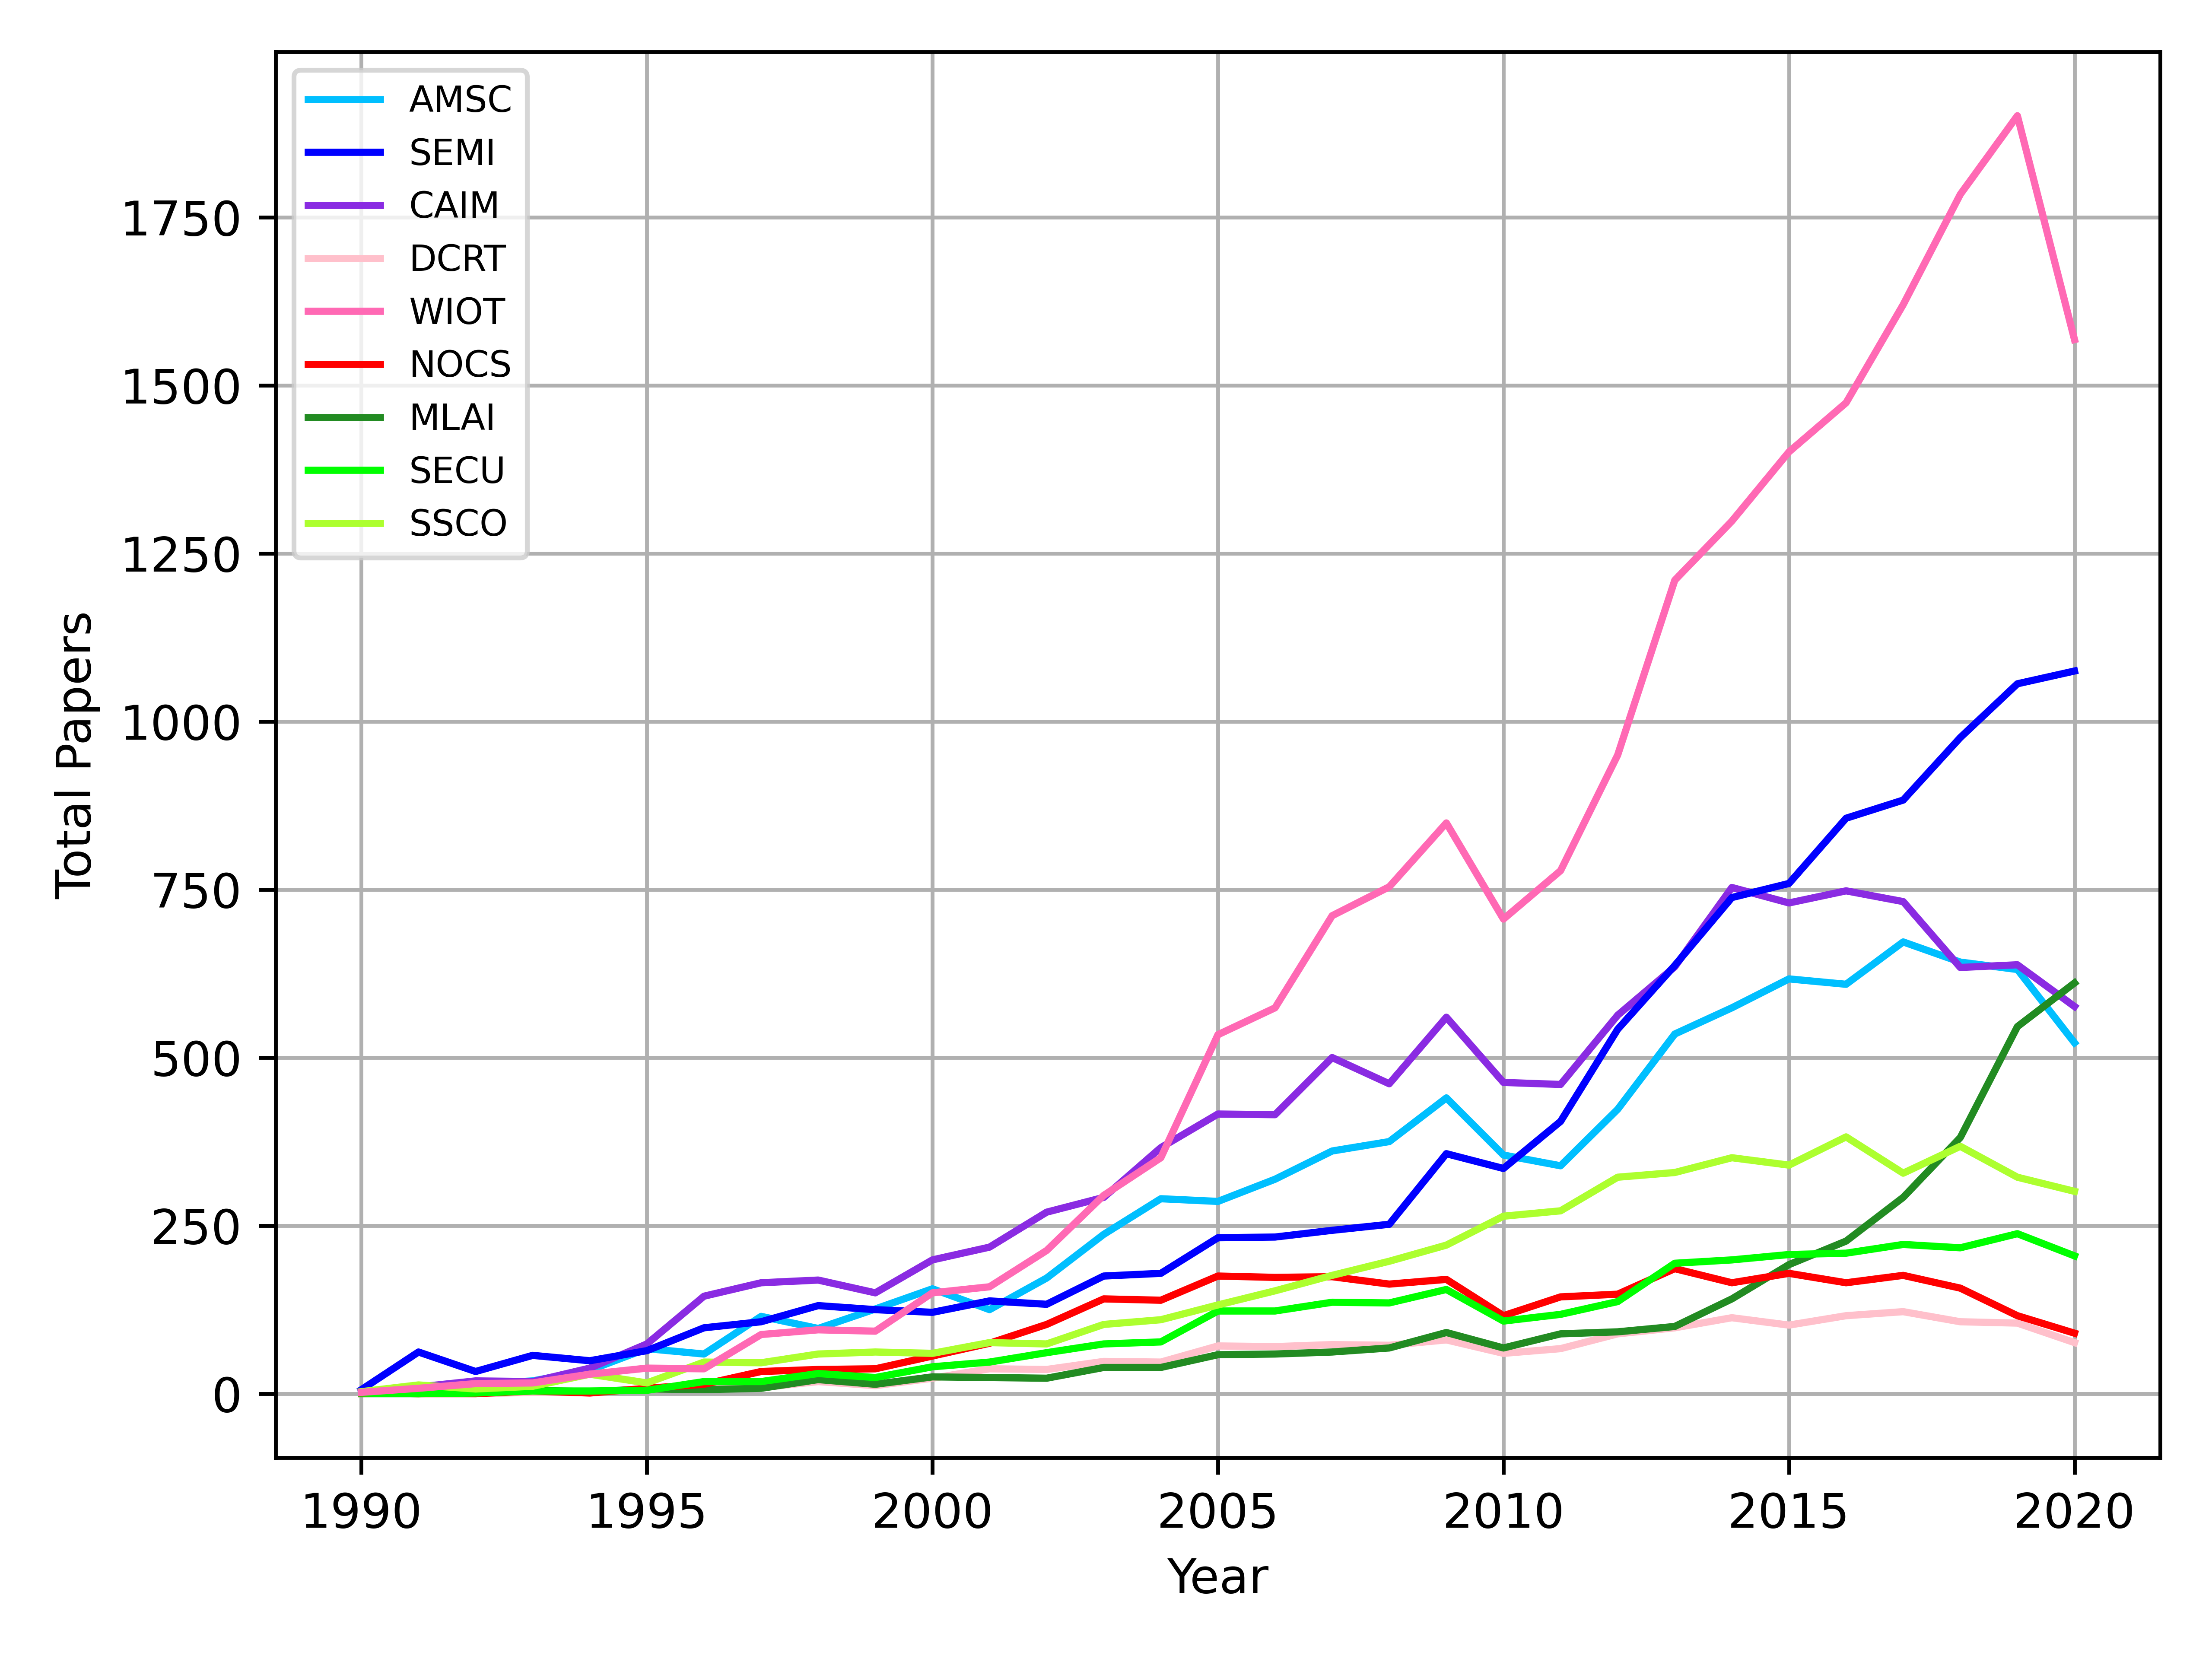 AMSC
SEMI
CAIM
DCRT
WIOT
NOCS
MLAI
SECU
SSCO
1750
1500
1250
1000
750
500
250
0
Total Papers
1990 1995 2000 2005 2010 2015 2020
Year